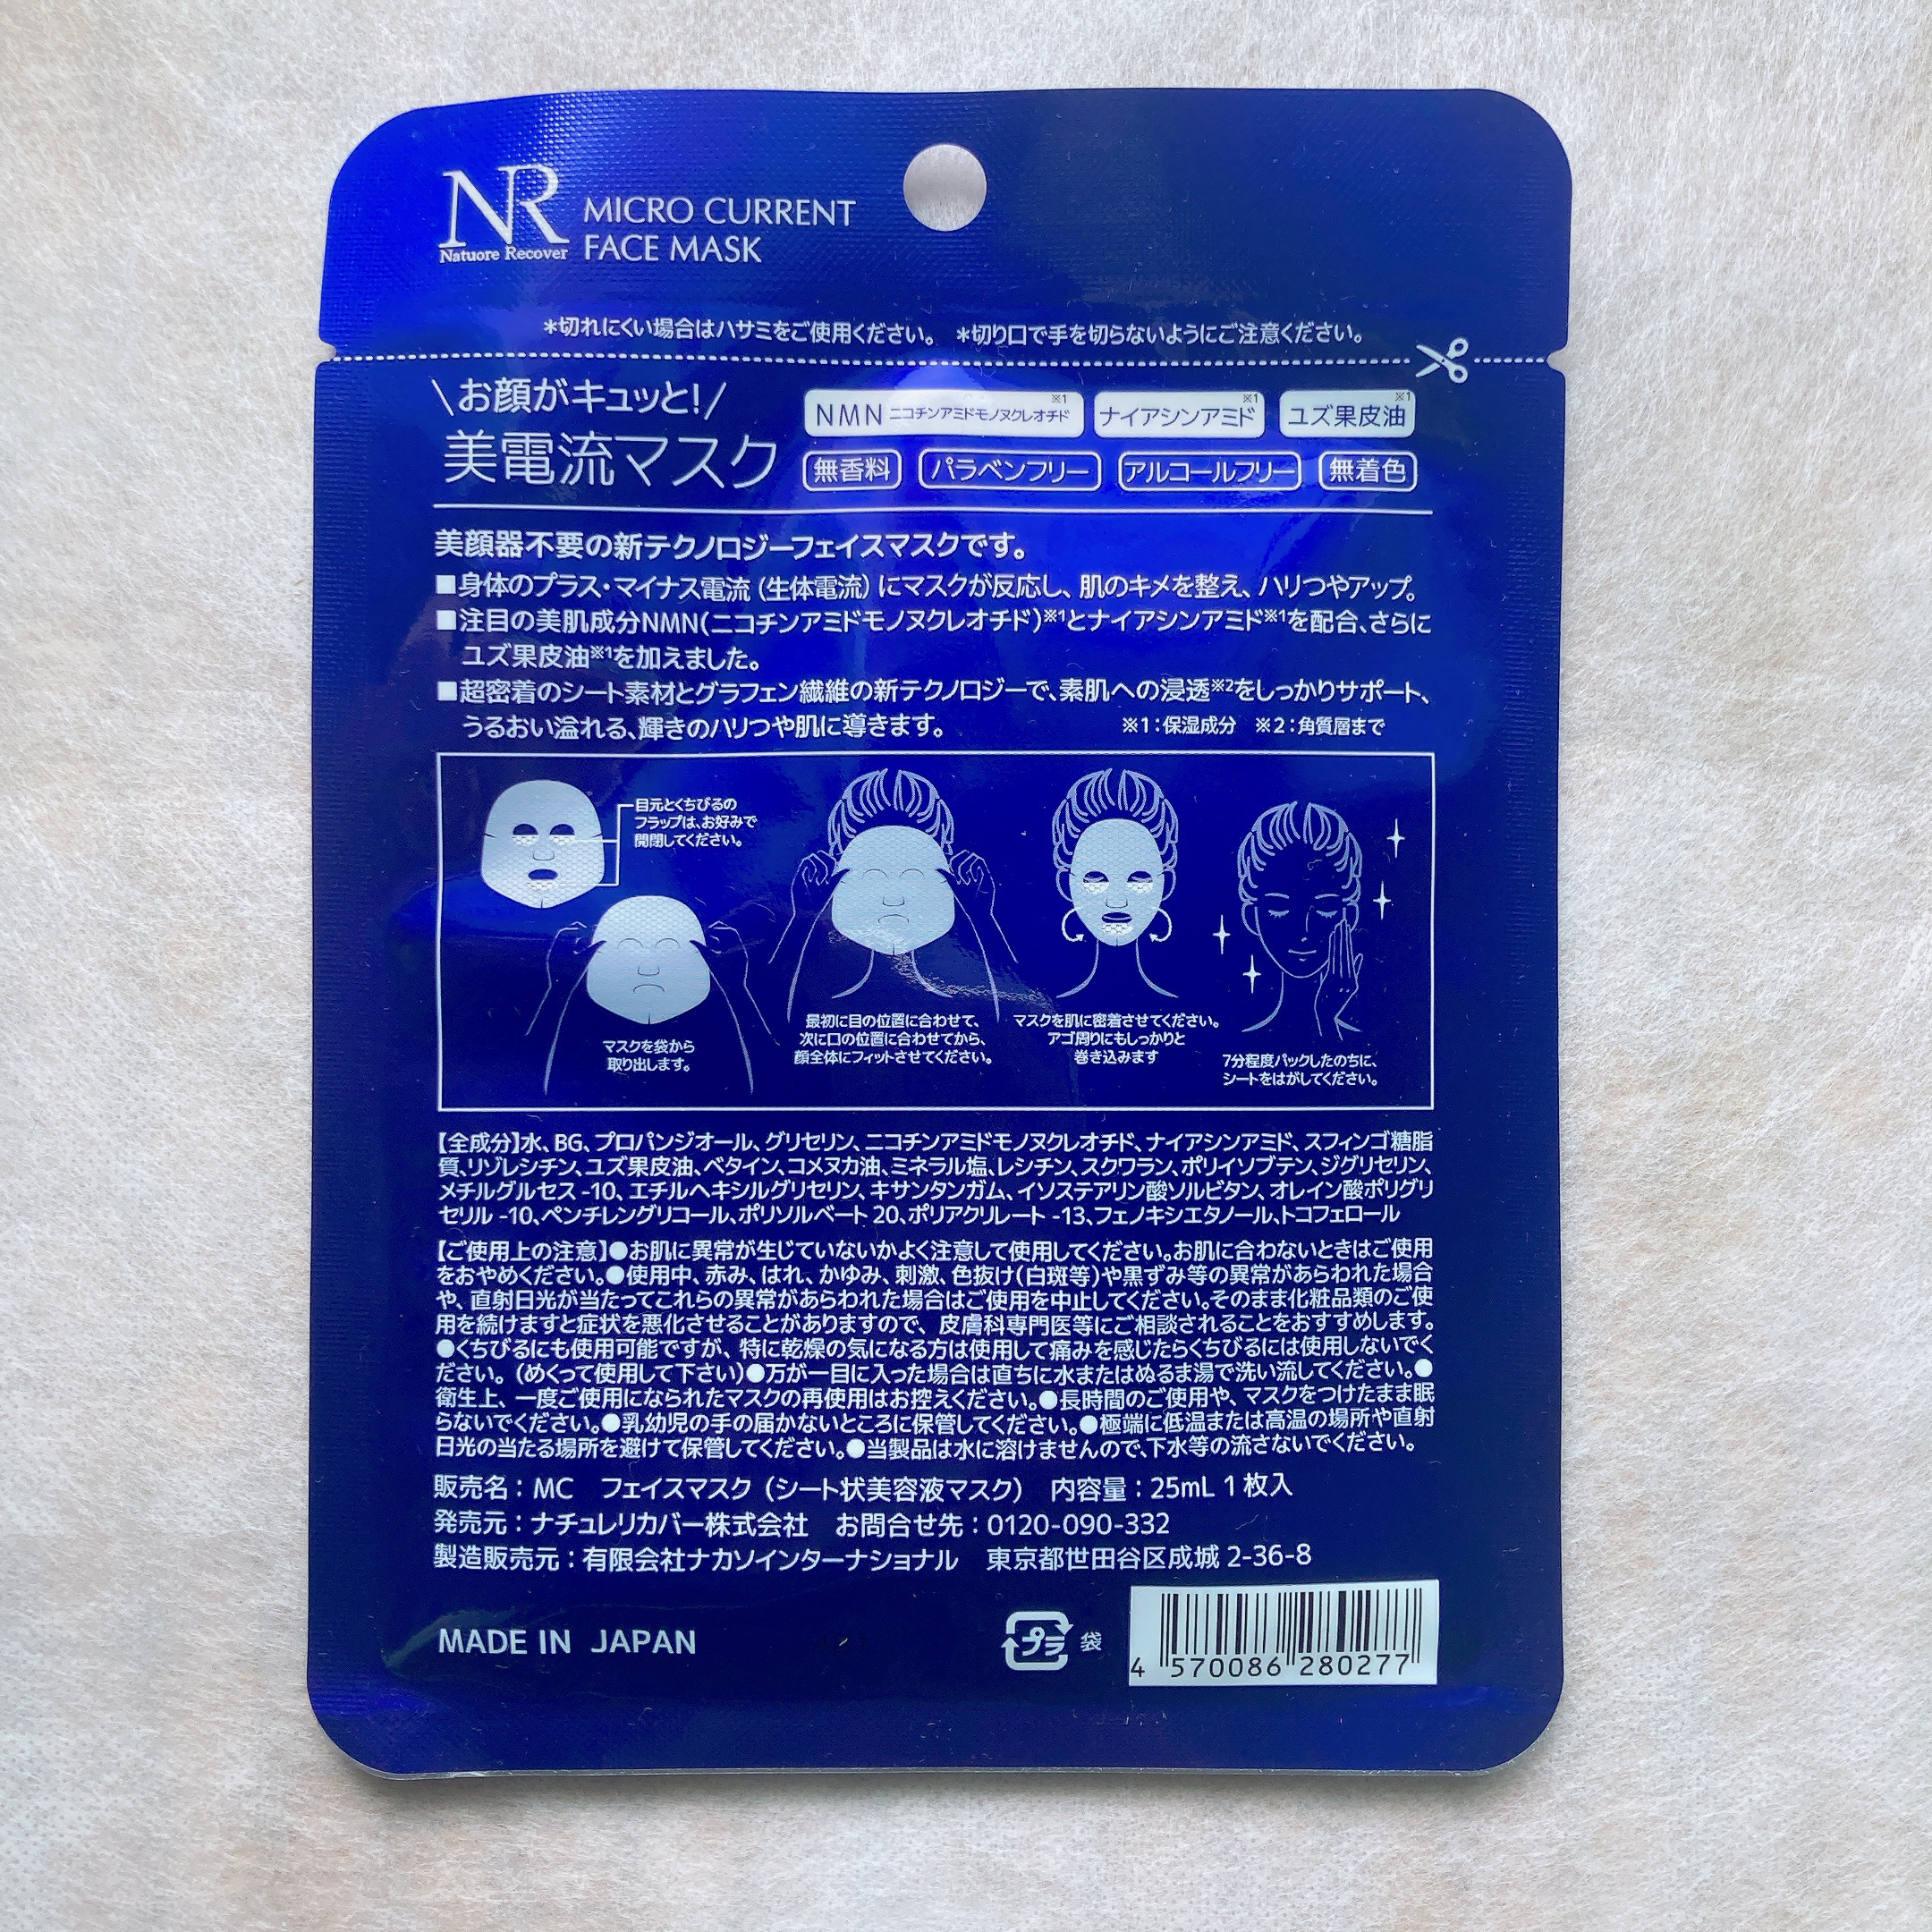 NR
Natuore Recover
MICRO CURRENT
FACE MASK
*切れにくい場合はハサミをご使用ください。 *切り口で手を切らないようにご注意ください。
\お顔がキュッと!/
美電流マスク
NMN ニコチンアミドモノヌクレオチド※1 ナイアシンアミド※1 ユズ果皮油※1
無香料 パラベンフリー アルコールフリー 無着色
美顔器不要の新テクノロジーフェイスマスクです。
■身体のプラス・マイナス電流(生体電流)にマスクが反応し、肌のキメを整え、ハリつやアップ。
■注目の美肌成分NMN(ニコチンアミドモノヌクレオチド)※1とナイアシンアミド※1を配合、さらに
ユズ果皮油※1を加えました。
■超密着のシート素材とグラフェン繊維の新テクノロジーで、素肌への浸透※2をしっかりサポート、
うるおい溢れる、輝きのハリつや肌に導きます。 ※1:保湿成分 ※2:角質層まで
目元とくちびるの
フラップは、お好みで
開閉してください。
マスクを袋から
取り出します。
最初に目の位置に合わせて、
次に口の位置に合わせてから、
顔全体にフィットさせてください。
マスクを肌に密着させてください。
アゴ周りにもしっかりと
巻き込みます
7分程度パックしたのちに、
シートをはがしてください。
【全成分】水、BG、プロパンジオール、グリセリン、ニコチンアミドモノヌクレオチド、ナイアシンアミド、スフィンゴ糖脂
質、リゾレシチン、ユズ果皮油、ベタイン、コメヌカ油、ミネラル塩、レシチン、スクワラン、ポリイソブテン、ジグリセリン、
メチルグルセス -10、エチルヘキシルグリセリン、キサンタンガム、イソステアリン酸ソルビタン、オレイン酸ポリグリ
セリル -10、ペンチレングリコール、ポリソルベート 20、ポリアクリレート -13、フェノキシエタノール、トコフェロール
【ご使用上の注意】●お肌に異常が生じていないかよく注意して使用してください。お肌に合わないときはご使用
をおやめください。●使用中、赤み、はれ、かゆみ、刺激、色抜け(白斑等)や黒ずみ等の異常があらわれた場合
や、直射日光が当たってこれらの異常があらわれた場合はご使用を中止してください。そのまま化粧品類のご使
用を続けますと症状を悪化させることがありますので、皮膚科専門医等にご相談されることをおすすめします。
●くちびるにも使用可能ですが、特に乾燥の気になる方は使用して痛みを感じたらくちびるには使用しないでく
ださい。(めくって使用して下さい)●万が一目に入った場合は直ちに水またはぬるま湯で洗い流してください。●
衛生上、一度ご使用になられたマスクの再使用はお控えください。●長時間のご使用や、マスクをつけたまま眠
らないでください。●乳幼児の手の届かないところに保管してください。●極端に低温または高温の場所や直射
日光の当たる場所を避けて保管してください。●当製品は水に溶けませんので、下水等の流さないでください。
販売名:MC フェイスマスク(シート状美容液マスク) 内容量:25mL 1枚入
発売元:ナチュレリカバー株式会社 お問合せ先:0120-090-332
製造販売元:有限会社ナカソインターナショナル 東京都世田谷区成城 2-36-8
MADE IN JAPAN
プラ 袋
4 570086 280277